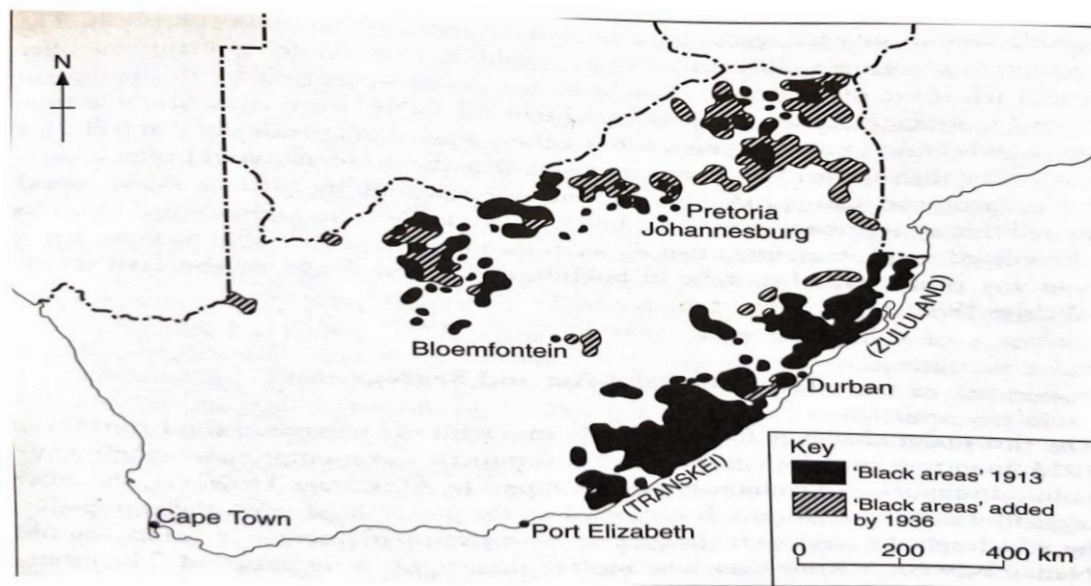 N
Pretoria
Johannesburg
(ZULULAND)
Bloemfontein
Durban
(TRANSKEI)
Cape Town
Port Elizabeth
Key
'Black areas' 1913
'Black areas' added
by 1936
0 200 400 km